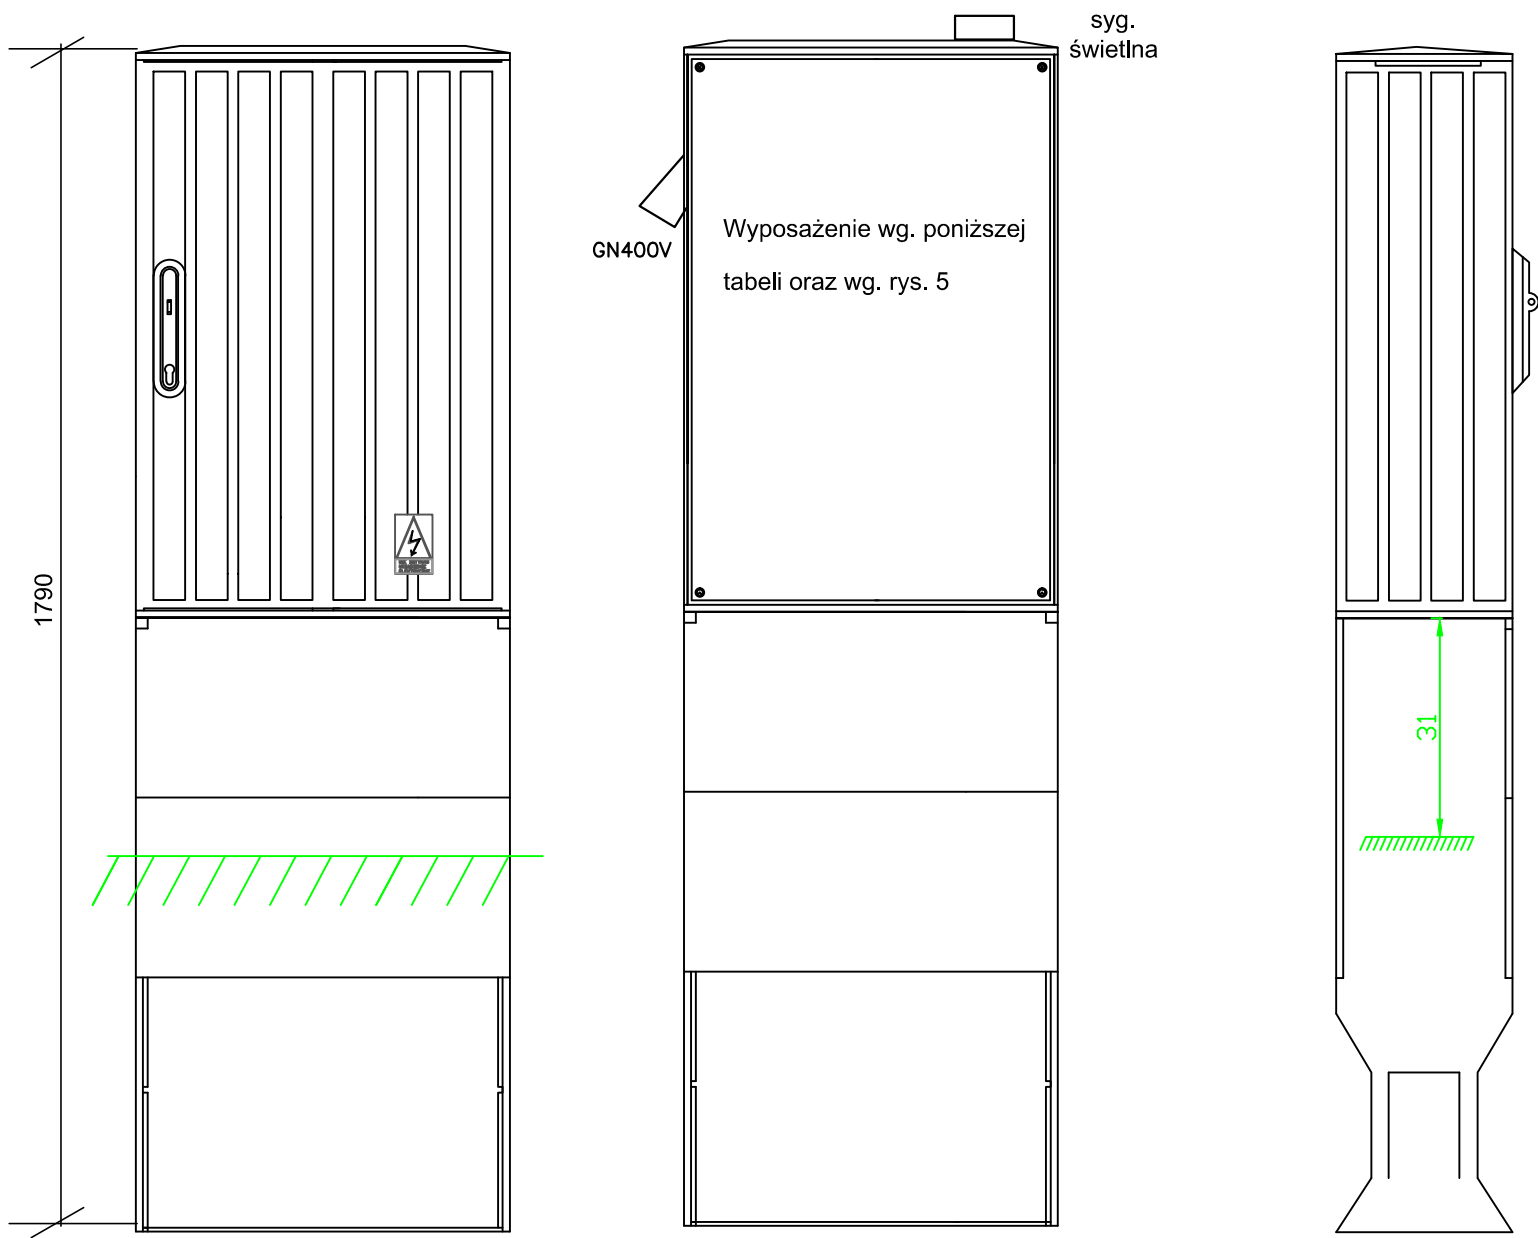 syg.
świetlna
GN400V
Wyposażenie wg. poniższej
tabeli oraz wg. rys. 5
1790
31